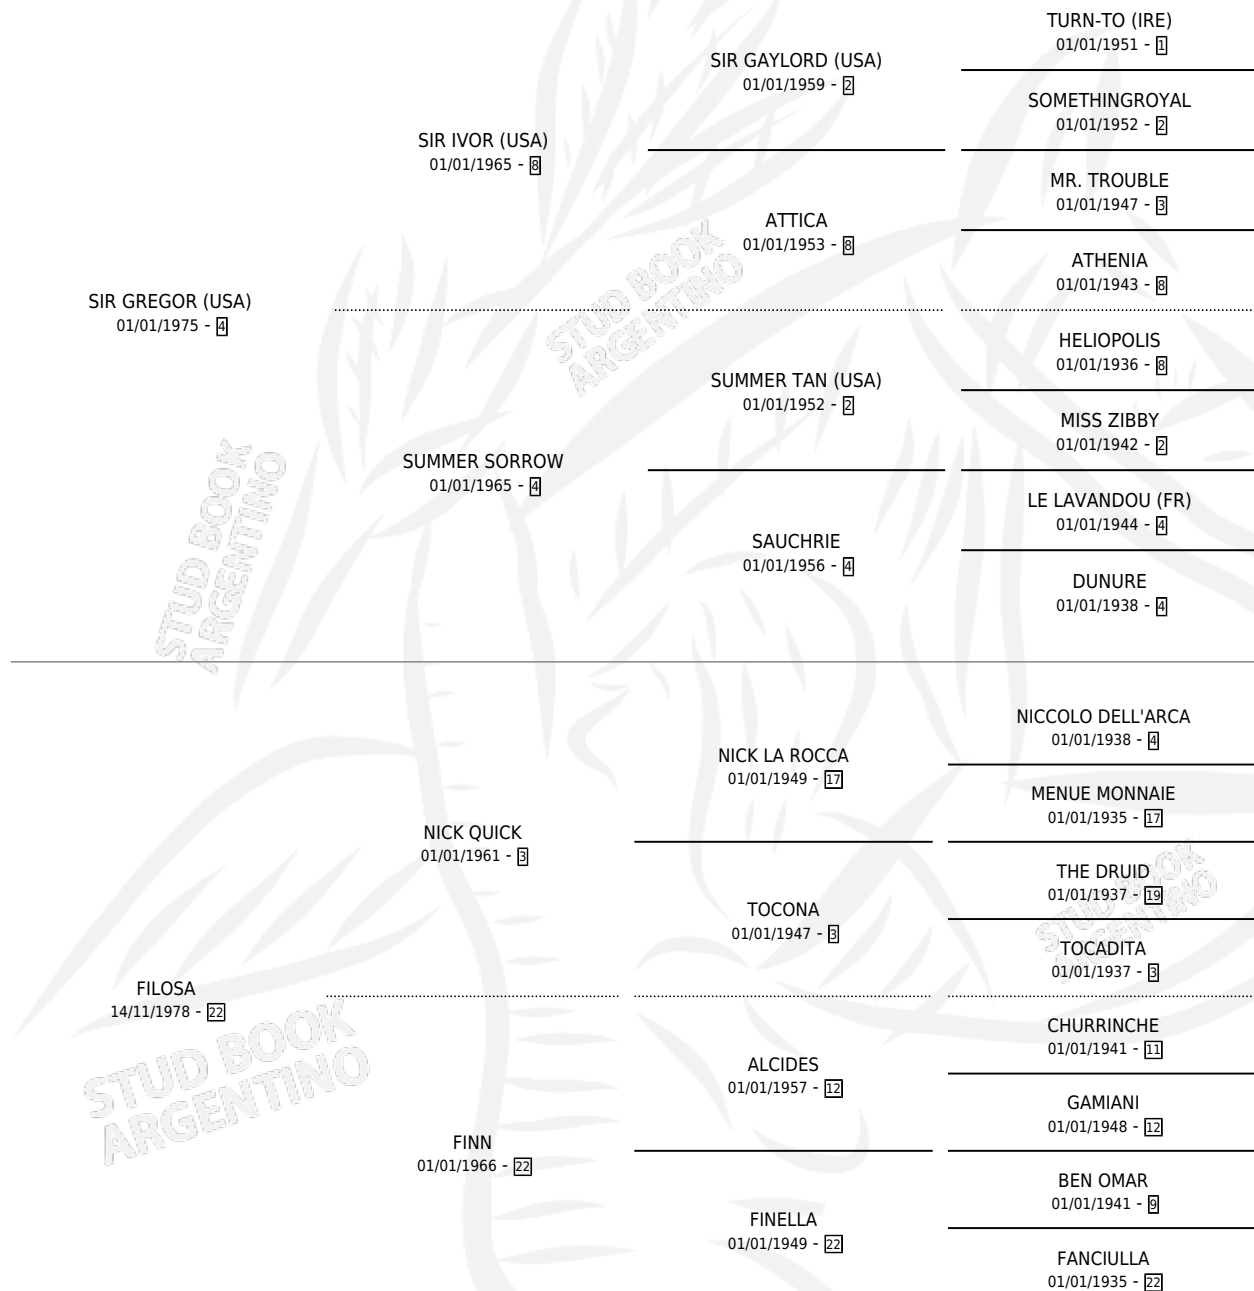 TURN-TO (IRE)
01/01/1951 - 1
SIR GAYLORD (USA)
01/01/1959 - 2
SOMETHINGROYAL
01/01/1952 - 2
SIR IVOR (USA)
01/01/1965 - 8
MR. TROUBLE
01/01/1947 - 3
ATTICA
01/01/1953 - 8
ATHENIA
01/01/1943 - 8
SIR GREGOR (USA)
01/01/1975 - 4
HELIOPOLIS
01/01/1936 - 8
SUMMER TAN (USA)
01/01/1952 - 2
MISS ZIBBY
01/01/1942 - 2
SUMMER SORROW
01/01/1965 - 4
LE LAVANDOU (FR)
01/01/1944 - 4
SAUCHRIE
01/01/1956 - 4
DUNURE
01/01/1938 - 4
NICCOLO DELL'ARCA
01/01/1938 - 4
NICK LA ROCCA
01/01/1949 - 17
MENUE MONNAIE
01/01/1935 - 17
NICK QUICK
01/01/1961 - 3
THE DRUID
01/01/1937 - 19
TOCONA
01/01/1947 - 3
TOCADITA
01/01/1937 - 3
FILOSA
14/11/1978 - 22
CHURRINCHE
01/01/1941 - 11
ALCIDES
01/01/1957 - 12
GAMIANI
01/01/1948 - 12
FINN
01/01/1966 - 22
BEN OMAR
01/01/1941 - 9
FINELLA
01/01/1949 - 22
FANCIULLA
01/01/1935 - 22
STUD BOOK
ARGENTINO
STUD BOOK
ARGENTINO
STUD BOOK
ARGENTINO
STUD BOOK
ARGENTINO